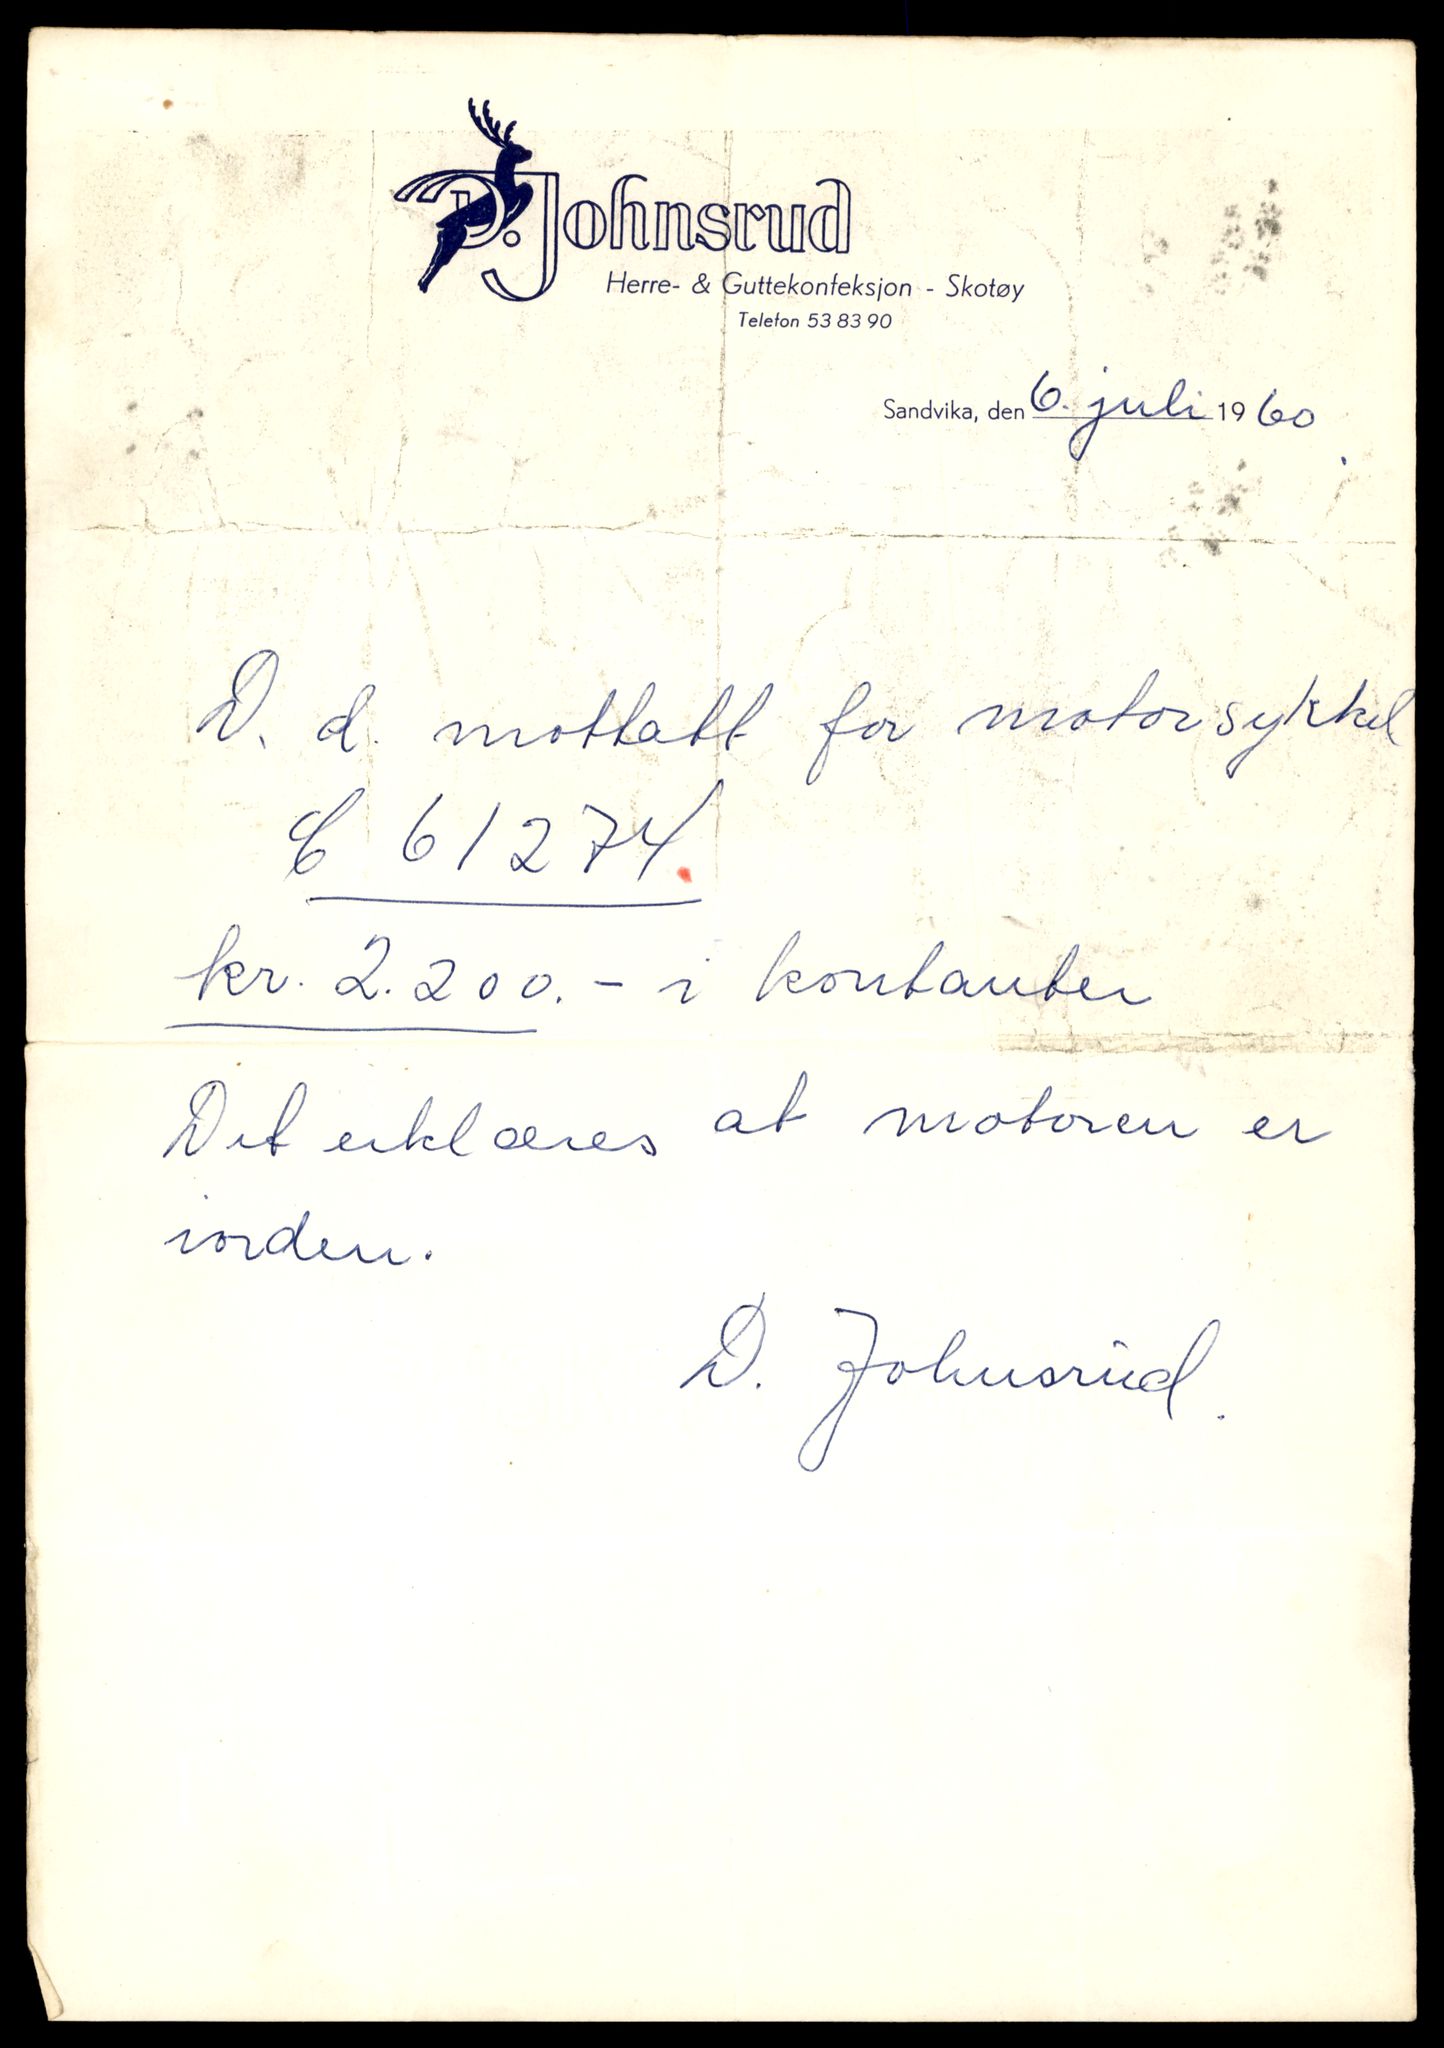 D. Johnsrud
Herre- & Guttekonfeksjon - Skotøy
Telefon 53 83 90
Sandvika, den 6. juli 1960
D. d. mottatt for motorsykkel
C 61274.
kr. 2.200.- i kontanter
Det erklæres at motoren er
iorden.
D. Johnsrud.